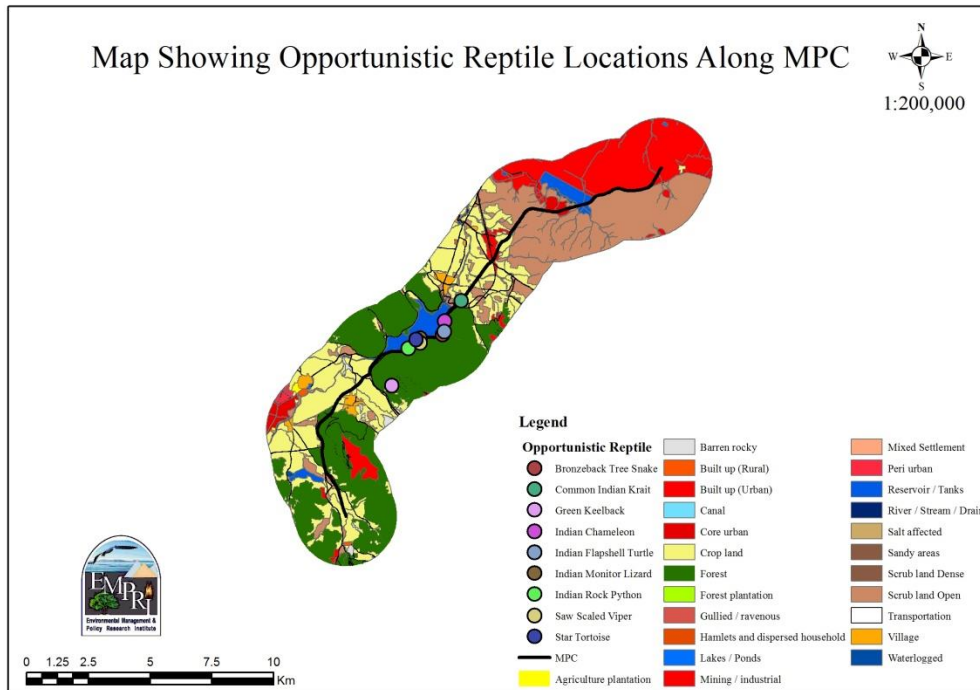 Map Showing Opportunistic Reptile Locations Along MPC
N
W E
S
1:200,000
Legend
Opportunistic Reptile
Bronzeback Tree Snake
Common Indian Krait
Green Keelback
Indian Chameleon
Indian Flapshell Turtle
Indian Monitor Lizard
Indian Rock Python
Saw Scaled Viper
Star Tortoise
MPC
Agriculture plantation
Barren rocky
Built up (Rural)
Built up (Urban)
Canal
Core urban
Crop land
Forest
Forest plantation
Gullied / ravenous
Hamlets and dispersed household
Lakes / Ponds
Mining / industrial
Mixed Settlement
Peri urban
Reservoir / Tanks
River / Stream / Drain
Salt affected
Sandy areas
Scrub land Dense
Scrub land Open
Transportation
Village
Waterlogged
EMPRI
Environmental Management &
Policy Research Institute
0 1.25 2.5 5 7.5 10
Km